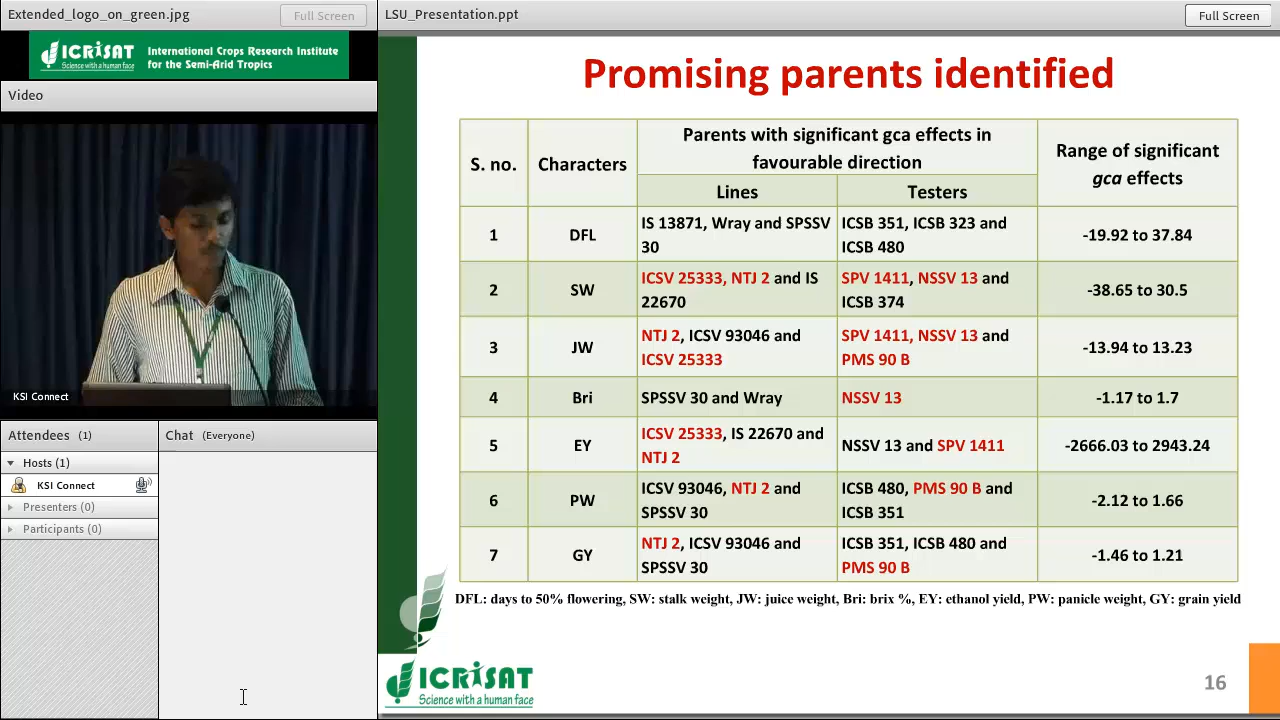 Extended_logo_on_green.jpg
Full Screen
ICRISAT
Science with a human face
International Crops Research Institute
for the Semi-Arid Tropics
Video
KSI Connect
Attendees (1)
Hosts (1)
KSI Connect
Presenters (0)
Participants (0)
Chat (Everyone)
LSU_Presentation.ppt
Full Screen
Promising parents identified
S. no.
Characters
Parents with significant gca effects in
favourable direction
Range of significant
gca effects
Lines
Testers
1
DFL
IS 13871, Wray and SPSSV
30
ICSB 351, ICSB 323 and
ICSB 480
-19.92 to 37.84
2
SW
ICSV 25333, NTJ 2 and IS
22670
SPV 1411, NSSV 13 and
ICSB 374
-38.65 to 30.5
3
JW
NTJ 2, ICSV 93046 and
ICSV 25333
SPV 1411, NSSV 13 and
PMS 90 B
-13.94 to 13.23
4
Bri
SPSSV 30 and Wray
NSSV 13
-1.17 to 1.7
5
EY
ICSV 25333, IS 22670 and
NTJ 2
NSSV 13 and SPV 1411
-2666.03 to 2943.24
6
PW
ICSV 93046, NTJ 2 and
SPSSV 30
ICSB 480, PMS 90 B and
ICSB 351
-2.12 to 1.66
7
GY
NTJ 2, ICSV 93046 and
SPSSV 30
ICSB 351, ICSB 480 and
PMS 90 B
-1.46 to 1.21
DFL: days to 50% flowering, SW: stalk weight, JW: juice weight, Bri: brix %, EY: ethanol yield, PW: panicle weight, GY: grain yield
ICRISAT
Science with a human face
16